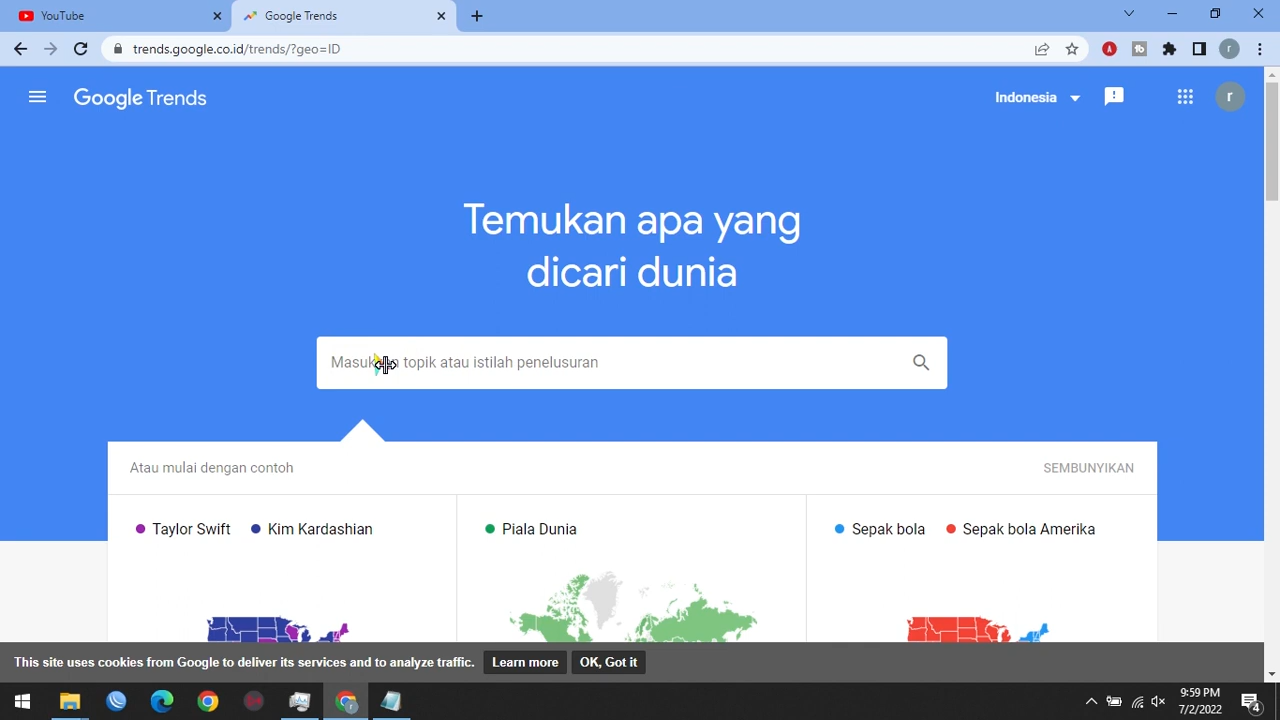 YouTube
Google Trends
trends.google.co.id/trends/?geo=ID
Google Trends
Indonesia
r
Temukan apa yang
dicari dunia
topik atau istilah penelusuran
Atau mulai dengan contoh
SEMBUNYIKAN
Taylor Swift Kim Kardashian
Piala Dunia
Sepak bola Sepak bola Amerika
This site uses cookies from Google to deliver its services and to analyze traffic. Learn more OK, Got it
9:59 PM
7/2/2022
4